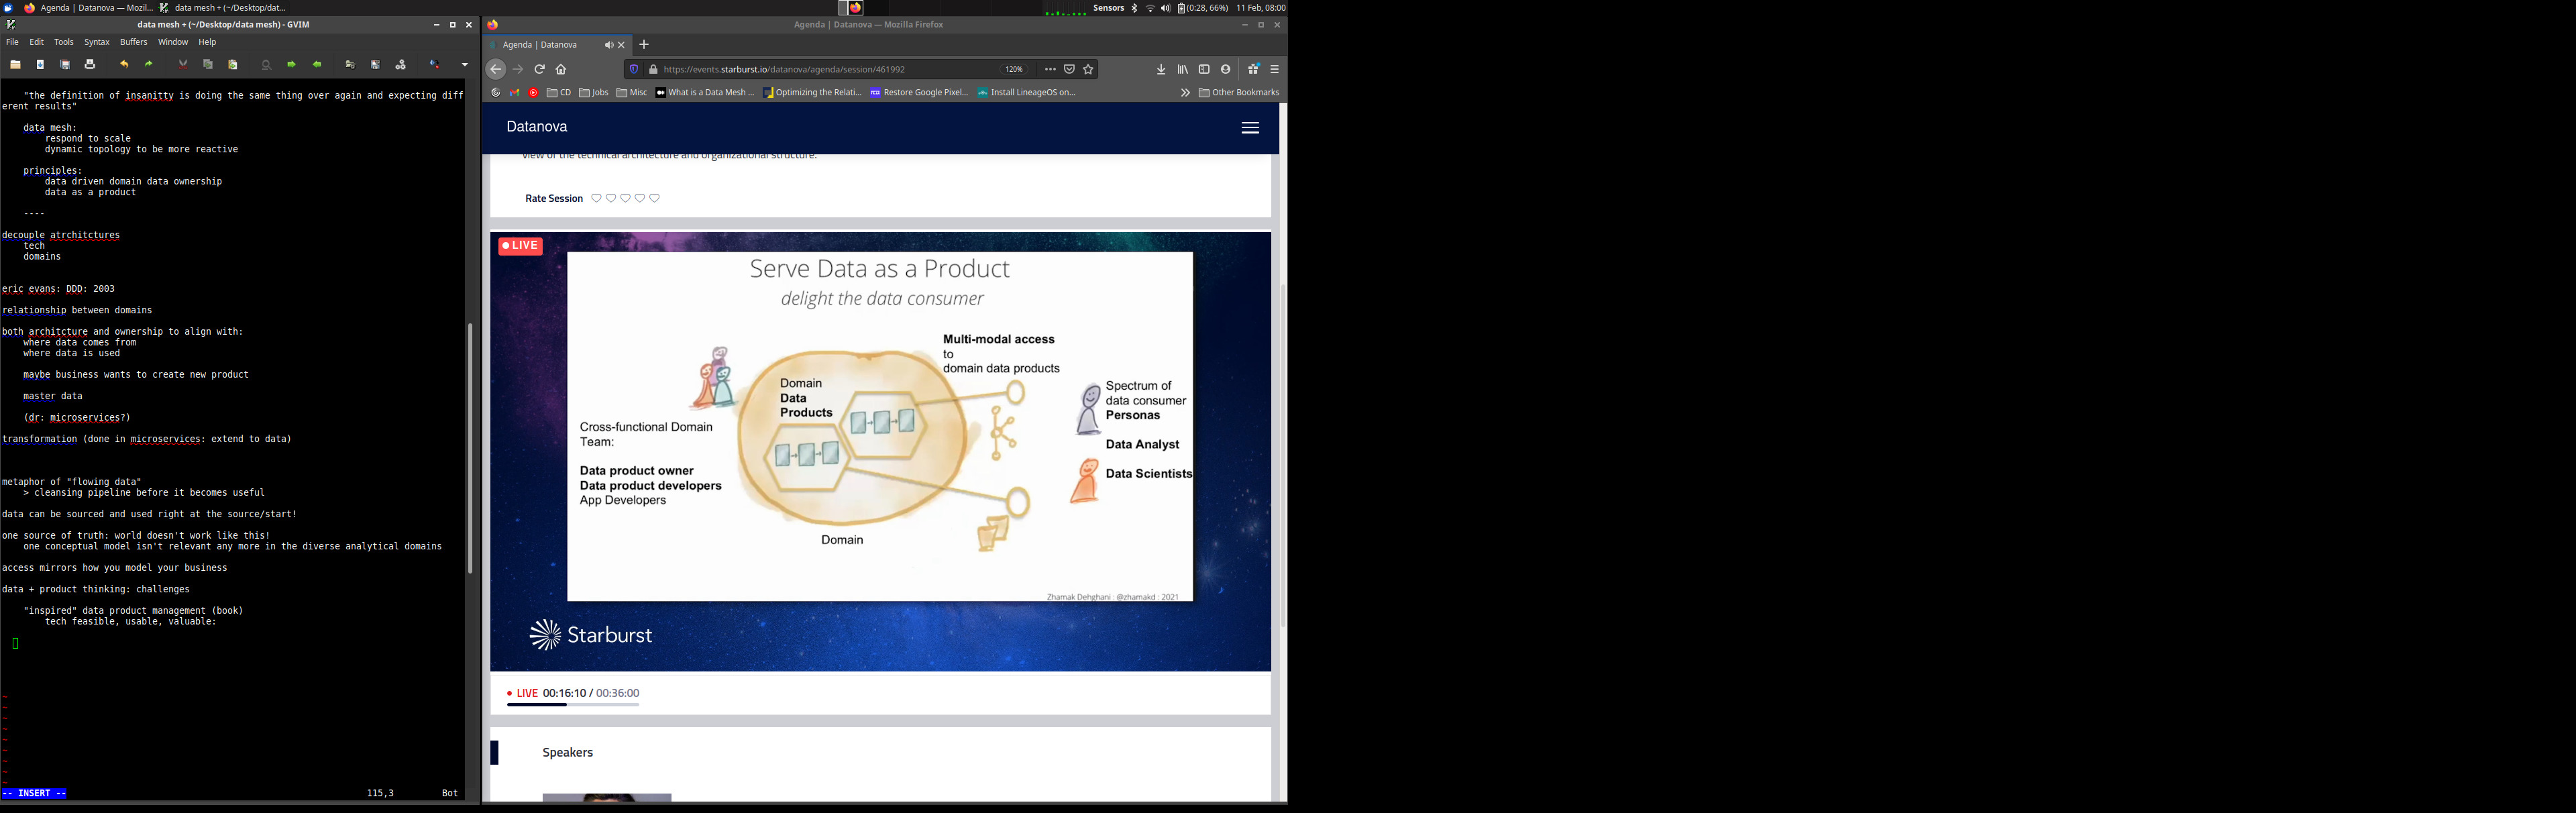 Agenda | Datanova — Mozil...
data mesh + (~/Desktop/dat...
Sensors
(0:28, 66%)
11 Feb, 08:00
data mesh + (~/Desktop/data mesh) - GVIM
File Edit Tools Syntax Buffers Window Help
"the definition of insanitty is doing the same thing over again and expecting diff
erent results"
data mesh:
respond to scale
dynamic topology to be more reactive
principles:
data driven domain data ownership
data as a product
----
decouple atrchitctures
tech
domains
eric evans: DDD: 2003
relationship between domains
both architcture and ownership to align with:
where data comes from
where data is used
maybe business wants to create new product
master data
(dr: microservices?)
transformation (done in microservices: extend to data)
metaphor of "flowing data"
> cleansing pipeline before it becomes useful
data can be sourced and used right at the source/start!
one source of truth: world doesn't work like this!
one conceptual model isn't relevant any more in the diverse analytical domains
access mirrors how you model your business
data + product thinking: challenges
"inspired" data product management (book)
tech feasible, usable, valuable:
~
~
~
~
~
~
~
~
~
-- INSERT --
115,3
Bot
Agenda | Datanova — Mozilla Firefox
Agenda | Datanova
https://events.starburst.io/datanova/agenda/session/461992
120%
CD
Jobs
Misc
What is a Data Mesh ...
Optimizing the Relati...
Restore Google Pixel...
Install LineageOS on...
Other Bookmarks
Datanova
view of the technical architecture and organizational structure.
Rate Session
LIVE
Serve Data as a Product
delight the data consumer
Multi-modal access
to
domain data products
Domain
Data
Products
Spectrum of
data consumer
Personas
Data Analyst
Data Scientists
Cross-functional Domain
Team:
Data product owner
Data product developers
App Developers
Domain
Zhamak Dehghani : @zhamakd : 2021
Starburst
LIVE 00:16:10 / 00:36:00
Speakers